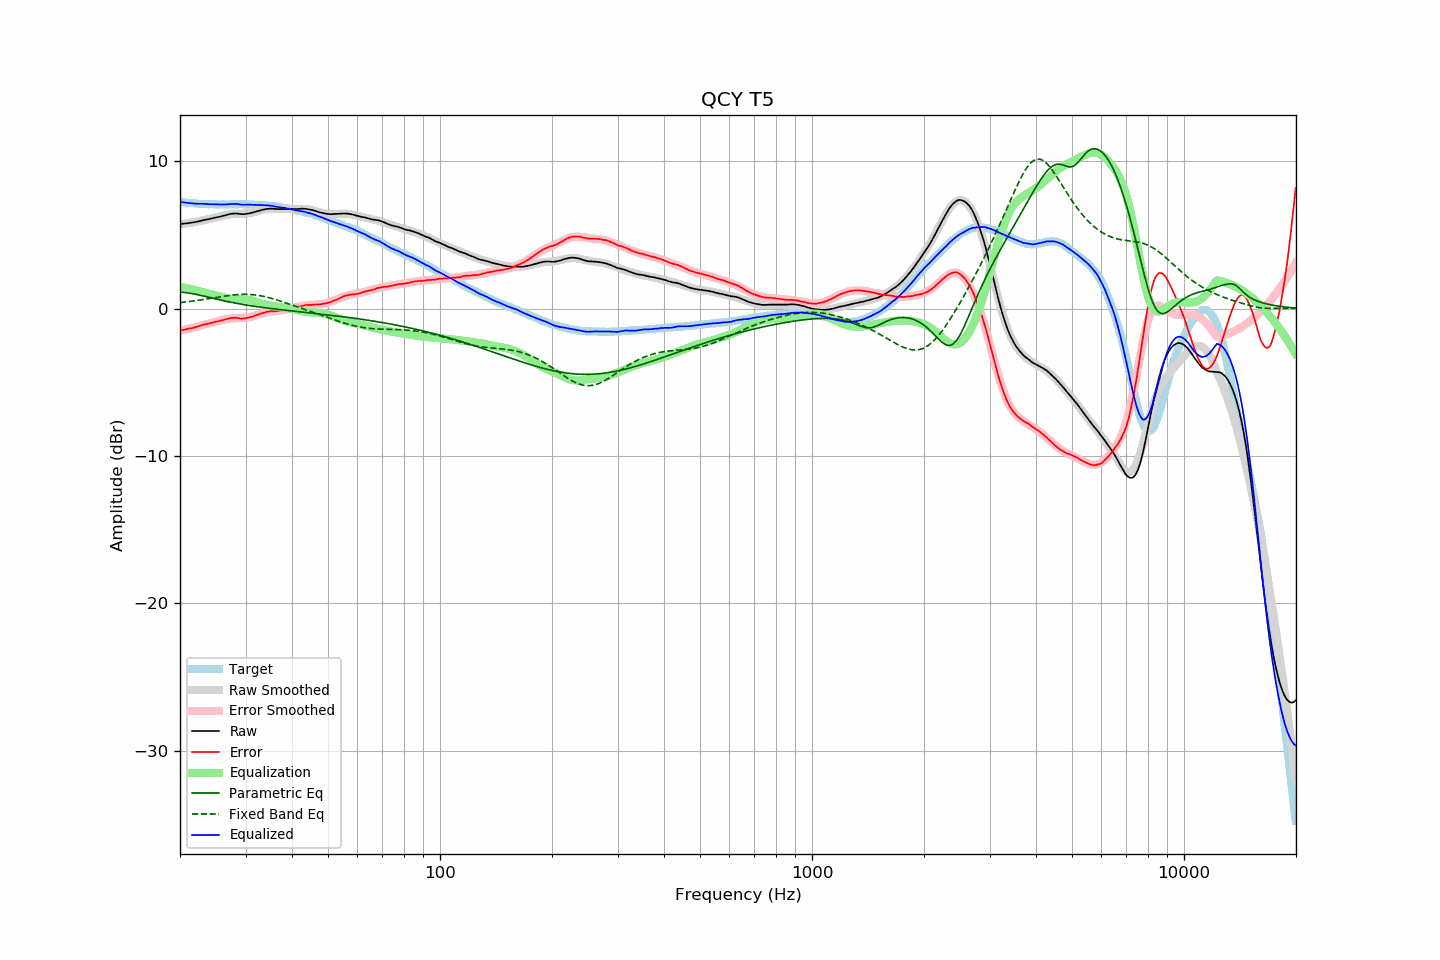 QCY T5
10
0
−10
−20
−30
Amplitude (dBr)
Target
Raw Smoothed
Error Smoothed
Raw
Error
Equalization
Parametric Eq
Fixed Band Eq
Equalized
100
1000
10000
Frequency (Hz)